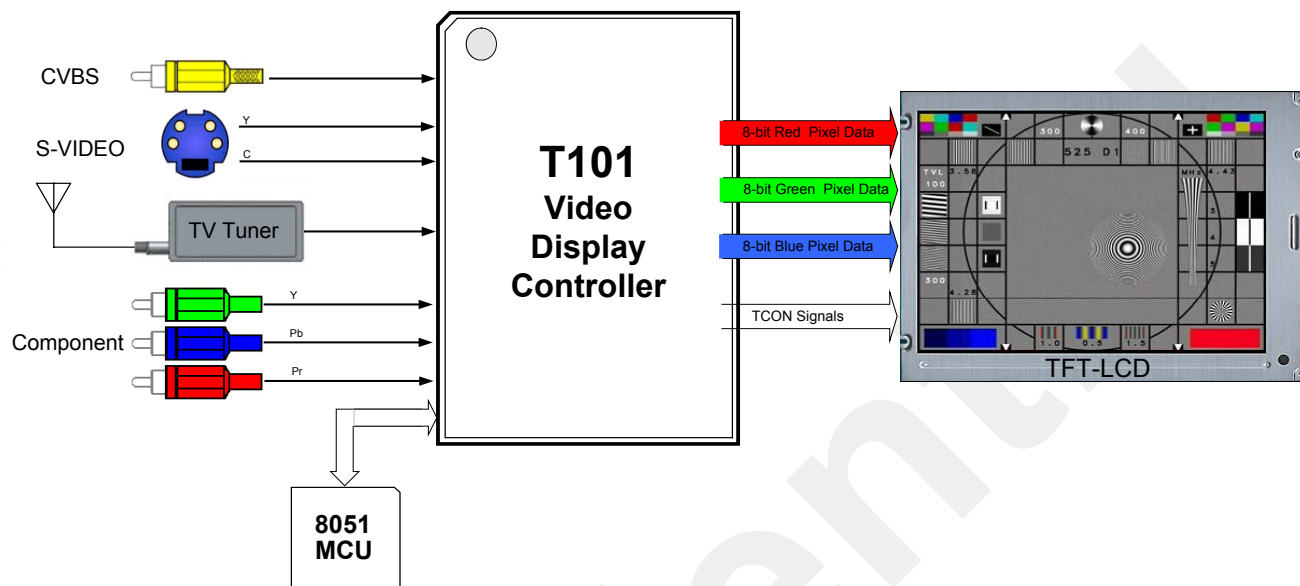 CVBS
Y
S-VIDEO
C
TV Tuner
Y
Component
Pb
Pr
8051
MCU
T101
Video
Display
Controller
8-bit Red Pixel Data
8-bit Green Pixel Data
8-bit Blue Pixel Data
TCON Signals
300
400
525 D1
TVL
3.58
MHz
4.43
100
3
4
5
300
4.28
1.0
0.5
1.5
TFT-LCD